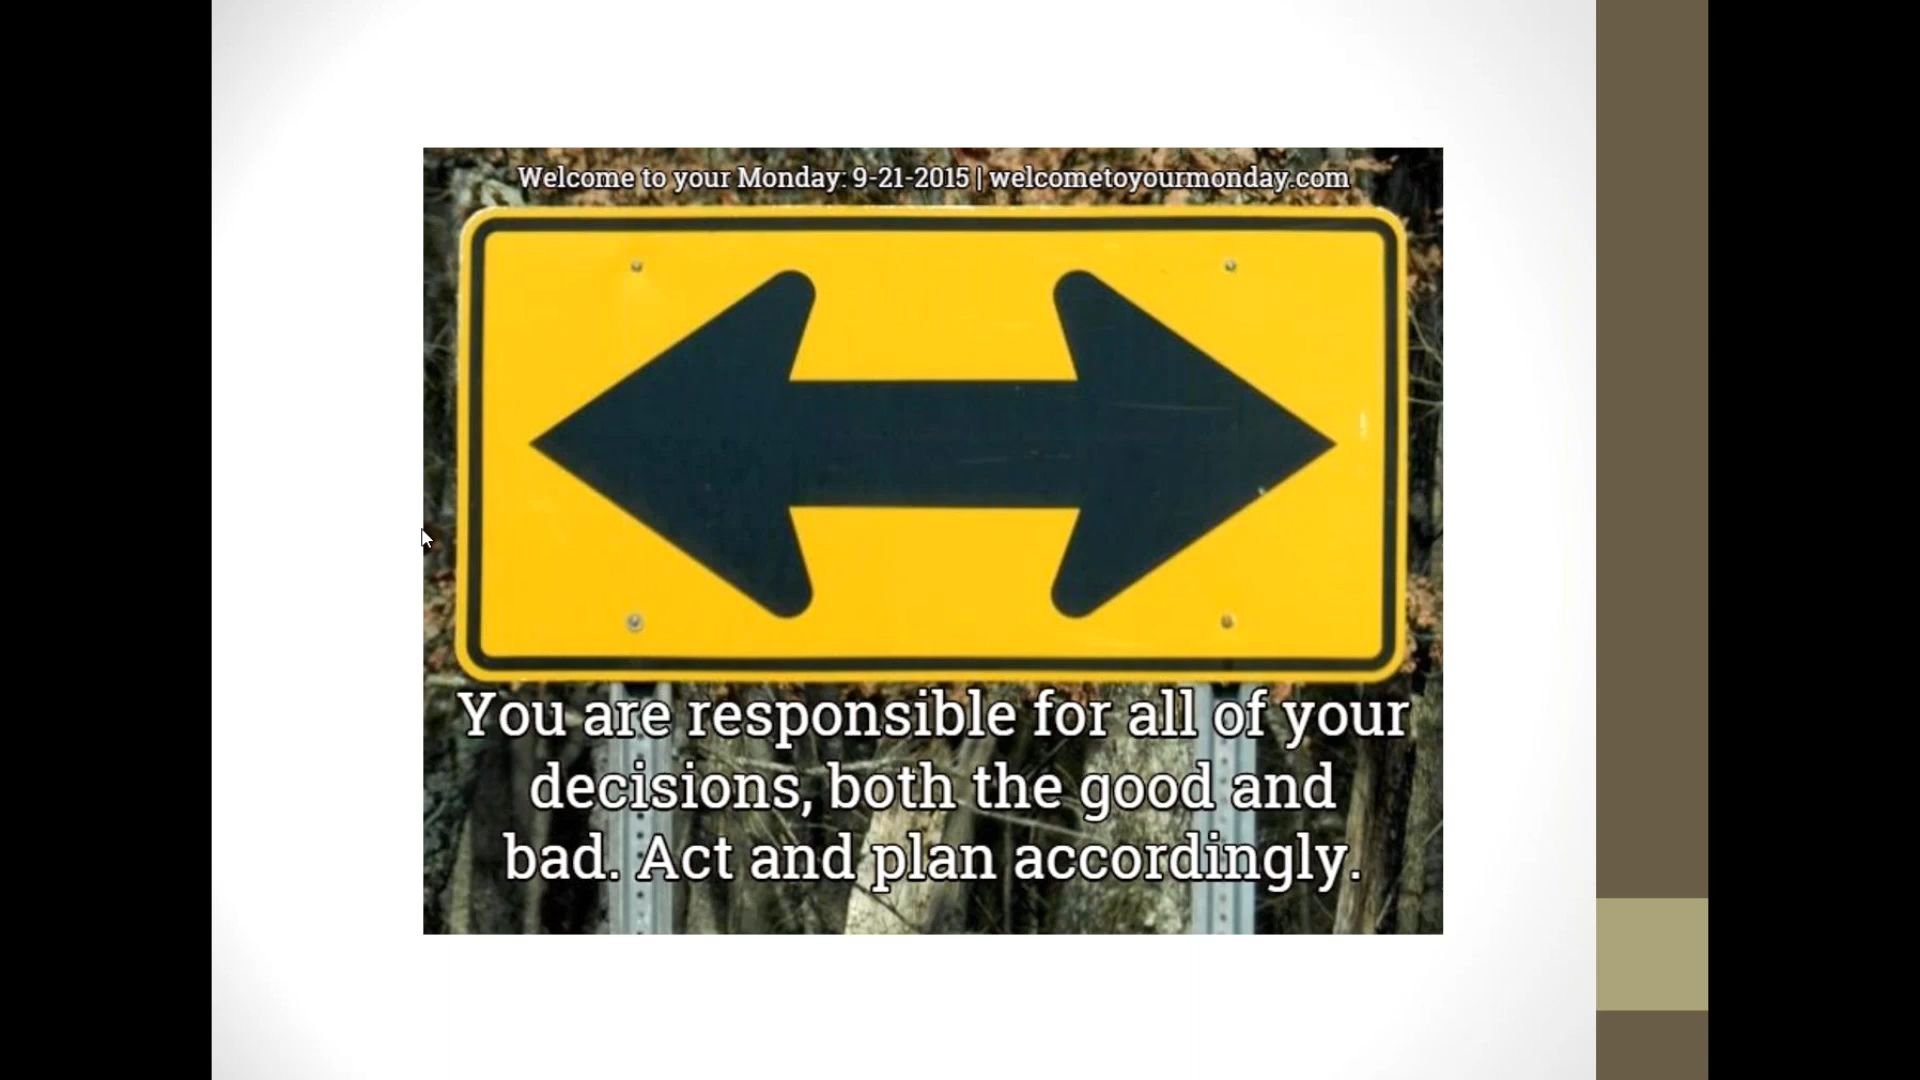 Welcome to your Monday: 9-21-2015 | welcometoyourmonday.com
You are responsible for all of your
decisions, both the good and
bad. Act and plan accordingly.